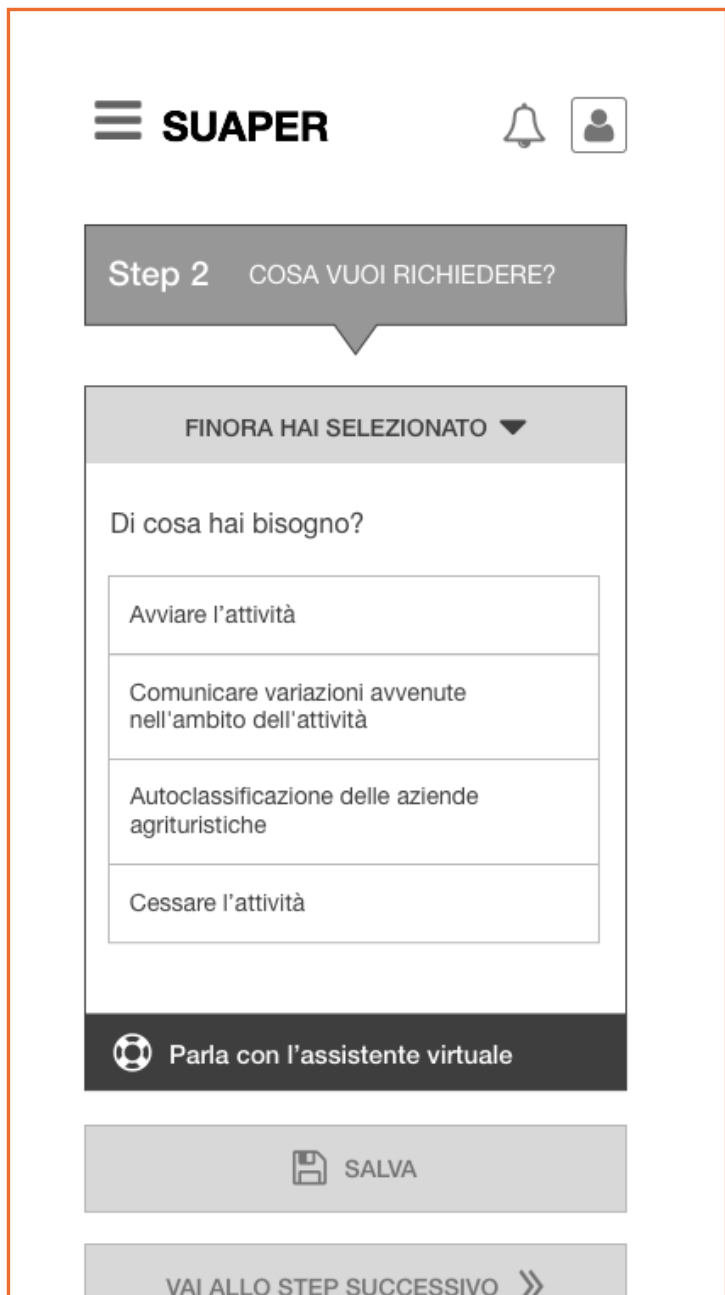 SUAPER
Step 2 COSA VUOI RICHIEDERE?
FINORA HAI SELEZIONATO
Di cosa hai bisogno?
Avviare l’attività
Comunicare variazioni avvenute
nell'ambito dell'attività
Autoclassificazione delle aziende
agrituristiche
Cessare l’attività
Parla con l’assistente virtuale
SALVA
VAI ALLO STEP SUCCESSIVO